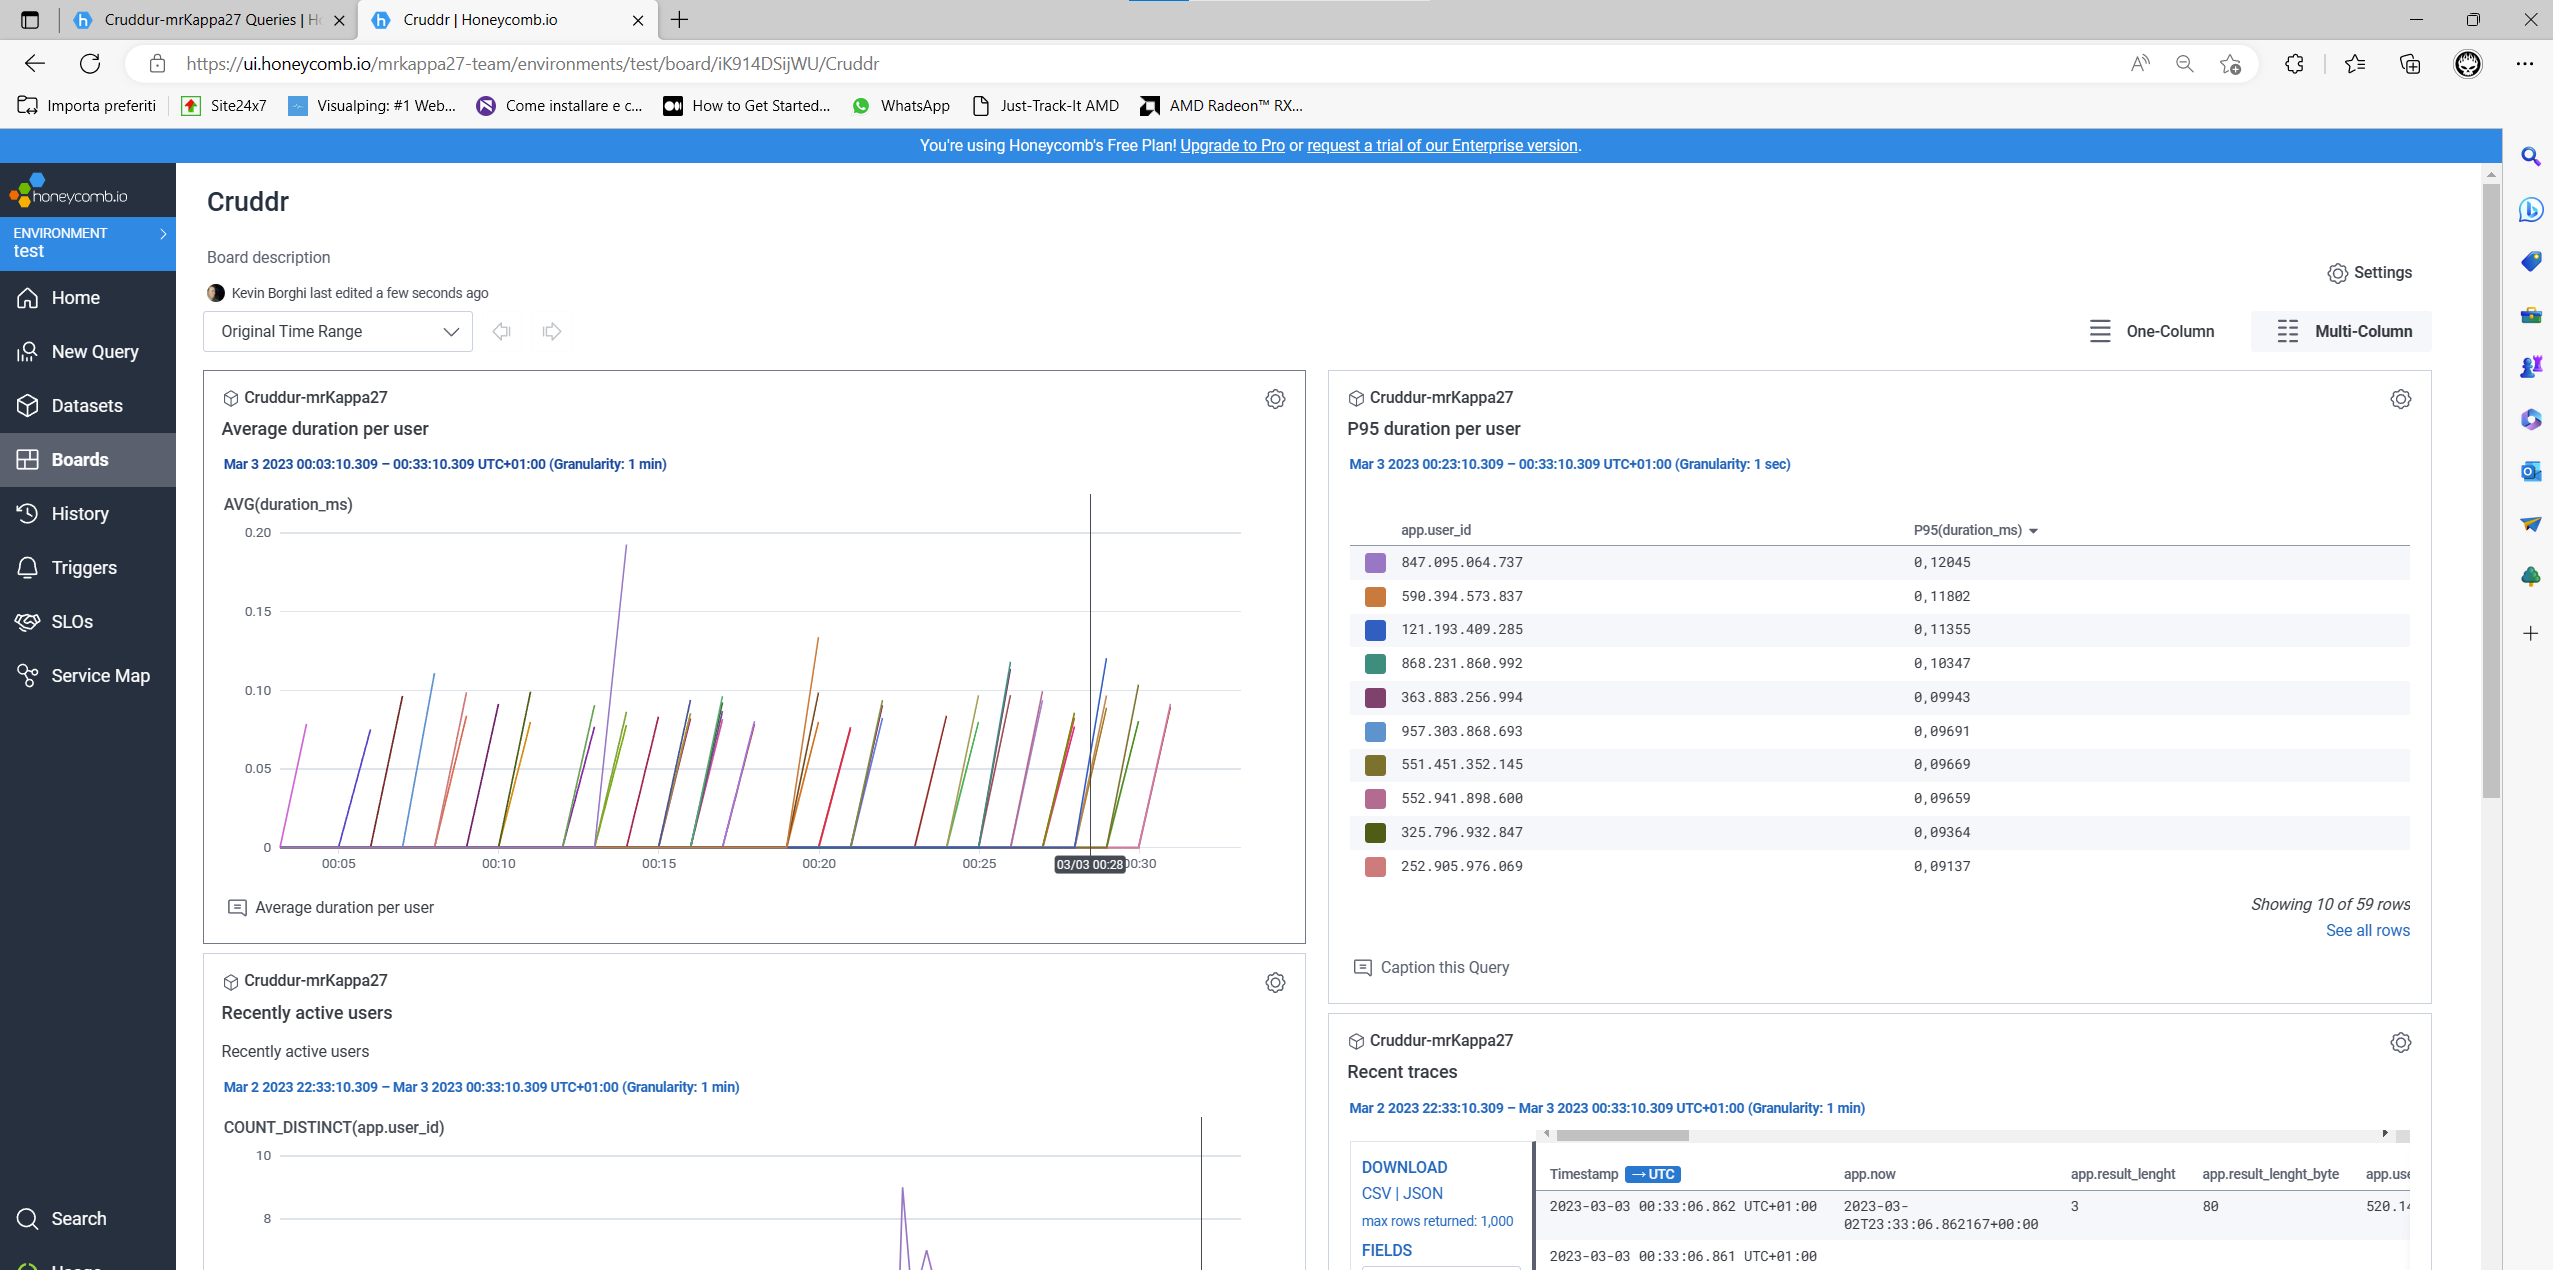 Cruddur-mrKappa27 Queries | H
Cruddr | Honeycomb.io
https://ui.honeycomb.io/mrkappa27-team/environments/test/board/iK914DSijWU/Cruddr
Importa preferiti
Site24x7
Visualping: #1 Web...
Come installare e c...
How to Get Started...
WhatsApp
Just-Track-It AMD
AMD Radeon™ RX...
You're using Honeycomb's Free Plan! Upgrade to Pro or request a trial of our Enterprise version.
honeycomb.io
ENVIRONMENT
test
Home
New Query
Datasets
Boards
History
Triggers
SLOs
Service Map
Search
Cruddr
Board description
Kevin Borghi last edited a few seconds ago
Settings
Original Time Range
One-Column
Multi-Column
Cruddur-mrKappa27
Average duration per user
Mar 3 2023 00:03:10.309 – 00:33:10.309 UTC+01:00 (Granularity: 1 min)
AVG(duration_ms)
0.20
0.15
0.10
0.05
0
00:05
00:10
00:15
00:20
00:25
03/03 00:28
00:30
Average duration per user
Cruddur-mrKappa27
P95 duration per user
Mar 3 2023 00:23:10.309 – 00:33:10.309 UTC+01:00 (Granularity: 1 sec)
app.user_id P95(duration_ms)
847.095.064.737 0,12045
590.394.573.837 0,11802
121.193.409.285 0,11355
868.231.860.992 0,10347
363.883.256.994 0,09943
957.303.868.693 0,09691
551.451.352.145 0,09669
552.941.898.600 0,09659
325.796.932.847 0,09364
252.905.976.069 0,09137
Showing 10 of 59 rows
See all rows
Caption this Query
Cruddur-mrKappa27
Recently active users
Recently active users
Mar 2 2023 22:33:10.309 – Mar 3 2023 00:33:10.309 UTC+01:00 (Granularity: 1 min)
COUNT_DISTINCT(app.user_id)
10
8
Cruddur-mrKappa27
Recent traces
Mar 2 2023 22:33:10.309 – Mar 3 2023 00:33:10.309 UTC+01:00 (Granularity: 1 min)
DOWNLOAD
CSV | JSON
max rows returned: 1,000
FIELDS
Timestamp → UTC app.now app.result_lenght app.result_lenght_byte app.use
2023-03-03 00:33:06.862 UTC+01:00 2023-03- 3 80 520.14
02T23:33:06.862167+00:00
2023-03-03 00:33:06.861 UTC+01:00